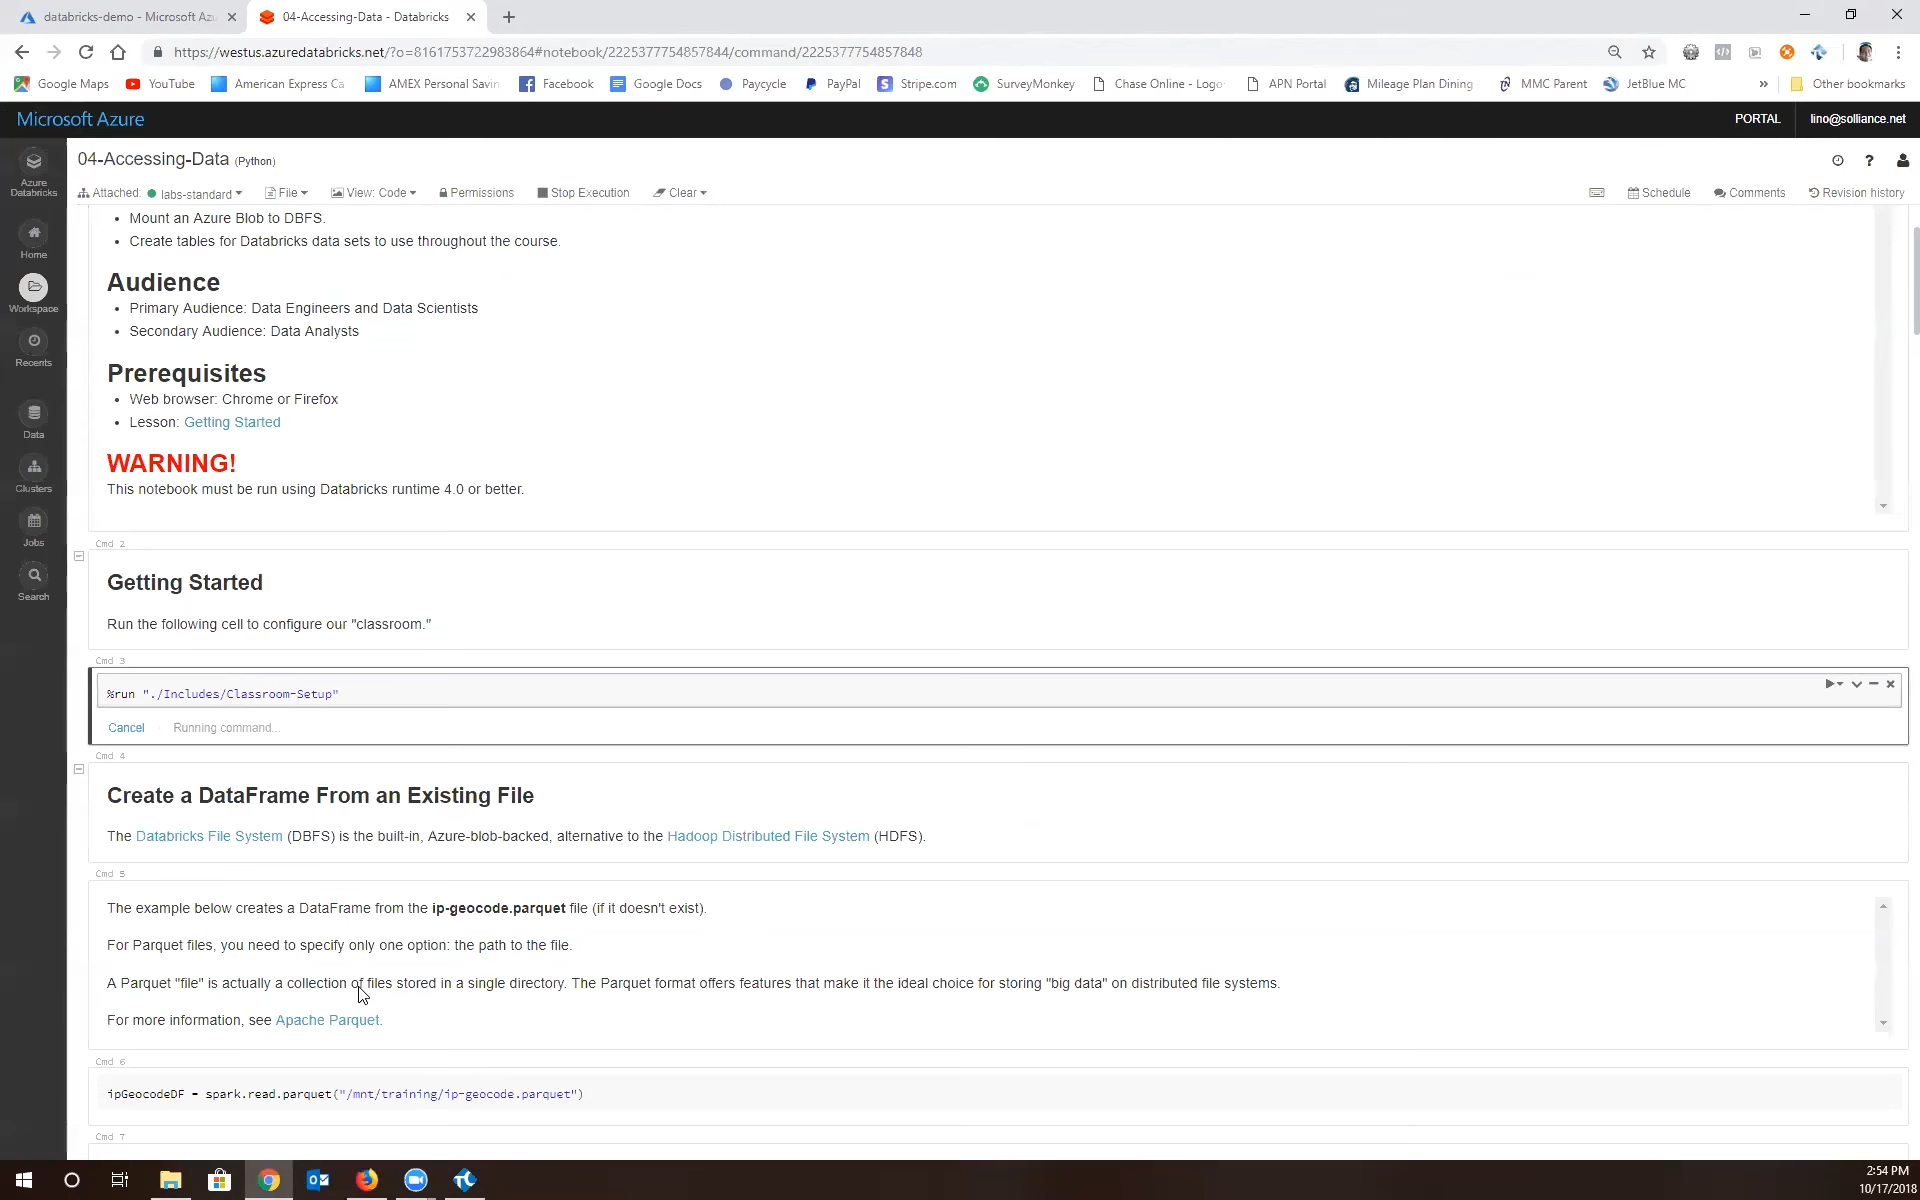 databricks-demo - Microsoft Azu
04-Accessing-Data - Databricks
https://westus.azuredatabricks.net/?o=8161753722983864#notebook/2225377754857844/command/2225377754857848
Google Maps
YouTube
American Express Ca
AMEX Personal Savin
Facebook
Google Docs
Paycycle
PayPal
Stripe.com
SurveyMonkey
Chase Online - Logo
APN Portal
Mileage Plan Dining
MMC Parent
JetBlue MC
»
Other bookmarks
Microsoft Azure
PORTAL
lino@solliance.net
Azure
Databricks
Home
Workspace
Recents
Data
Clusters
Jobs
Search
04-Accessing-Data (Python)
Attached: labs-standard
File
View: Code
Permissions
Stop Execution
Clear
Schedule
Comments
Revision history
• Mount an Azure Blob to DBFS.
• Create tables for Databricks data sets to use throughout the course.
Audience
• Primary Audience: Data Engineers and Data Scientists
• Secondary Audience: Data Analysts
Prerequisites
• Web browser: Chrome or Firefox
• Lesson: Getting Started
WARNING!
This notebook must be run using Databricks runtime 4.0 or better.
Cmd 2
Getting Started
Run the following cell to configure our "classroom."
Cmd 3
%run "./Includes/Classroom-Setup"
Cancel
Running command...
Cmd 4
Create a DataFrame From an Existing File
The Databricks File System (DBFS) is the built-in, Azure-blob-backed, alternative to the Hadoop Distributed File System (HDFS).
Cmd 5
The example below creates a DataFrame from the ip-geocode.parquet file (if it doesn't exist).
For Parquet files, you need to specify only one option: the path to the file.
A Parquet "file" is actually a collection of files stored in a single directory. The Parquet format offers features that make it the ideal choice for storing "big data" on distributed file systems.
For more information, see Apache Parquet.
Cmd 6
ipGeocodeDF = spark.read.parquet("/mnt/training/ip-geocode.parquet")
Cmd 7
2:54 PM
10/17/2018